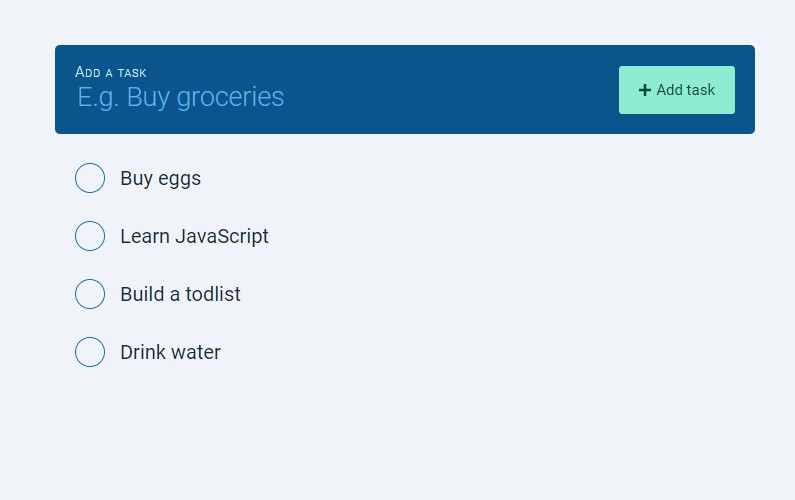 Add a task
E.g. Buy groceries
Add task
Buy eggs
Learn JavaScript
Build a todlist
Drink water